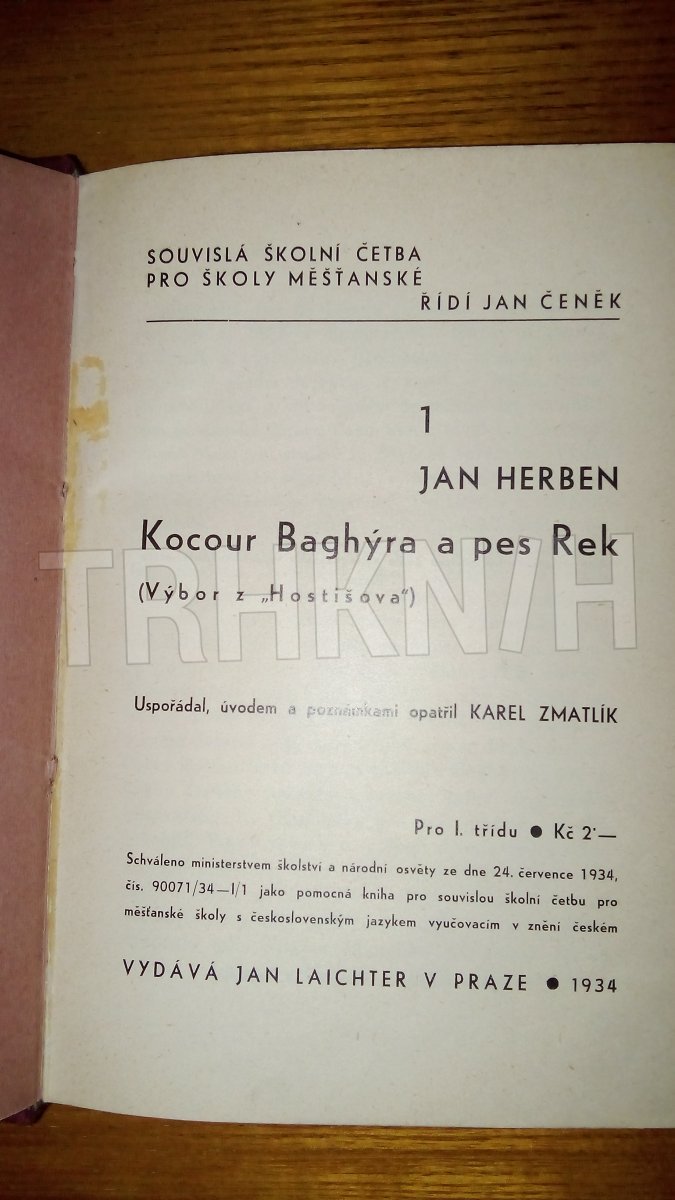 SOUVISLÁ ŠKOLNÍ ČETBA
PRO ŠKOLY MĚŠŤANSKÉ
ŘÍDÍ JAN ČENĚK
1
JAN HERBEN
Kocour Baghýra a pes Rek
(Výbor z „Hostišova“)
TRHKNIH
Uspořádal, úvodem a poznámkami opatřil KAREL ZMATLÍK
Pro I. třídu ● Kč 2·—
Schváleno ministerstvem školství a národní osvěty ze dne 24. července 1934,
čís. 90071/34—I/1 jako pomocná kniha pro souvislou školní četbu pro
měšťanské školy s československým jazykem vyučovacím v znění českém
VYDÁVÁ JAN LAICHTER V PRAZE ● 1934